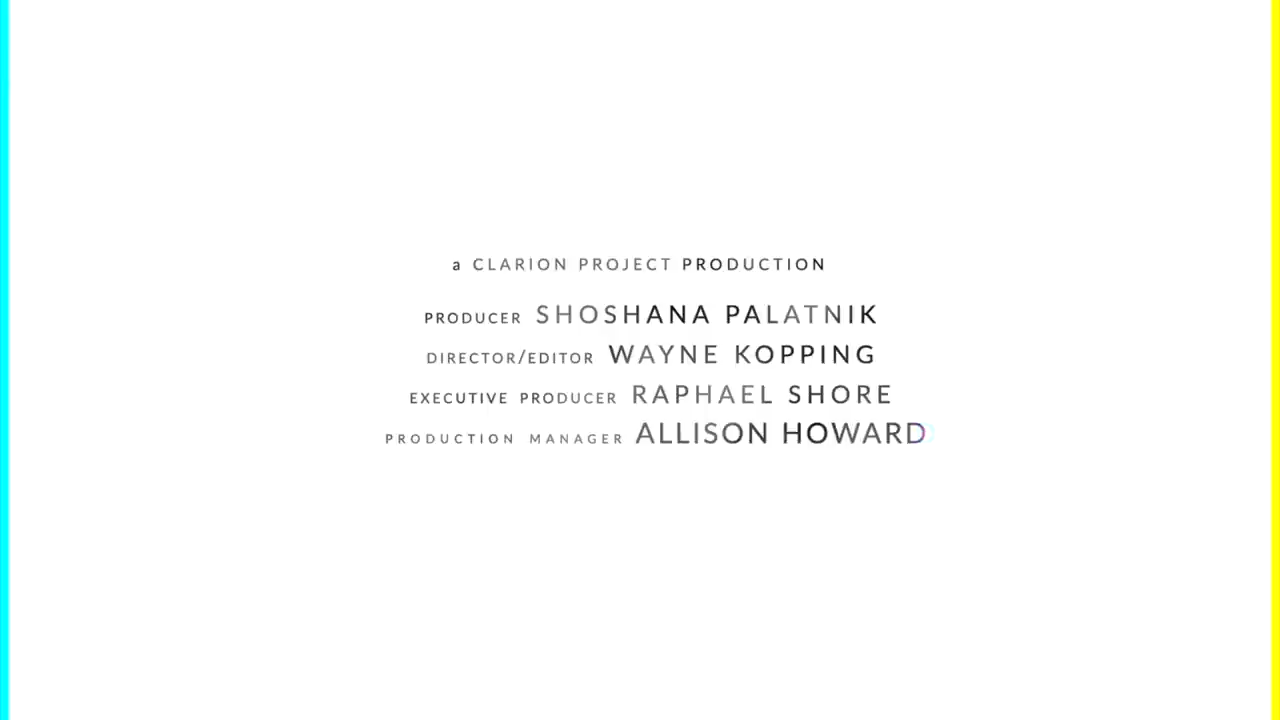 a CLARION PROJECT PRODUCTION
PRODUCER SHOSHANA PALATNIK
DIRECTOR/EDITOR WAYNE KOPPING
EXECUTIVE PRODUCER RAPHAEL SHORE
PRODUCTION MANAGER ALLISON HOWARD